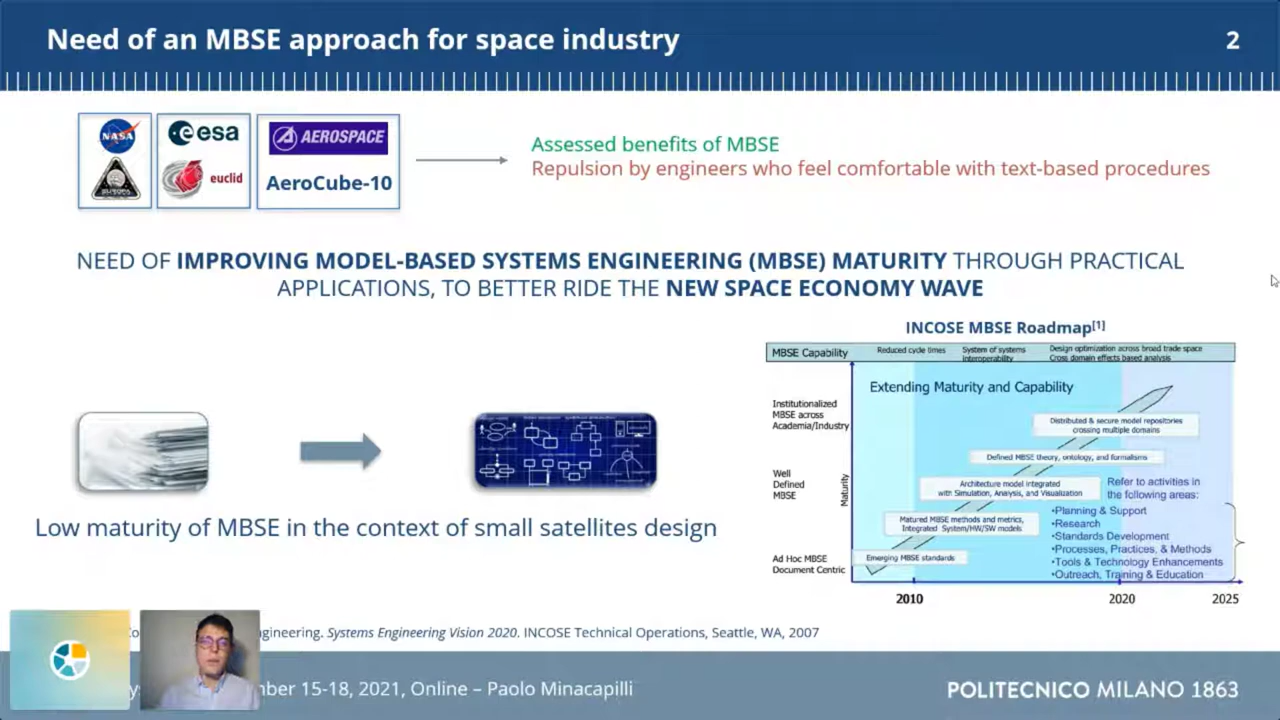 Need of an MBSE approach for space industry
2
NASA
esa
euclid
AEROSPACE
AeroCube-10
Assessed benefits of MBSE
Repulsion by engineers who feel comfortable with text-based procedures
NEED OF IMPROVING MODEL-BASED SYSTEMS ENGINEERING (MBSE) MATURITY THROUGH PRACTICAL
APPLICATIONS, TO BETTER RIDE THE NEW SPACE ECONOMY WAVE
Low maturity of MBSE in the context of small satellites design
INCOSE MBSE Roadmap[1]
MBSE Capability
Reduced cycle times
System of systems
interoperability
Design optimization across broad trade space
Cross domain effects based analysis
Extending Maturity and Capability
Institutionalized
MBSE across
Academia/Industry
Distributed & secure model repositories
crossing multiple domains
Defined MBSE theory, ontology, and formalisms
Well
Defined
MBSE
Maturity
Architecture model integrated
with Simulation, Analysis, and Visualization
Refer to activities in
the following areas:
•Planning & Support
•Research
•Standards Development
•Processes, Practices, & Methods
•Tools & Technology Enhancements
•Outreach, Training & Education
Matured MBSE methods and metrics,
Integrated System/HW/SW models
Ad Hoc MBSE
Document Centric
Emerging MBSE standards
2010
2020
2025
gineering. Systems Engineering Vision 2020. INCOSE Technical Operations, Seattle, WA, 2007
ber 15-18, 2021, Online – Paolo Minacapilli
POLITECNICO MILANO 1863